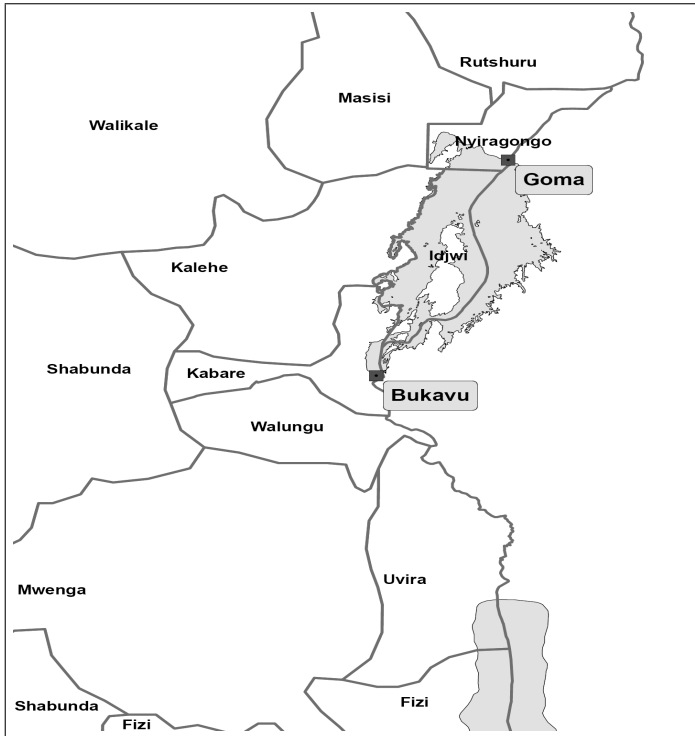 Rutshuru
Masisi
Walikale
Nyiragongo
Goma
Idjwi
Kalehe
Shabunda
Kabare
Bukavu
Walungu
Uvira
Mwenga
Shabunda
Fizi
Fizi